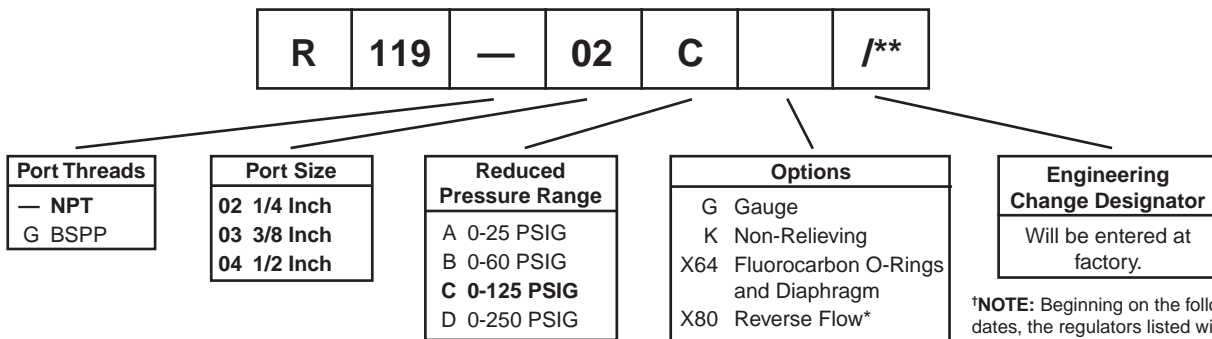 R 119 — 02 C /**
Port Threads
— NPT
G BSPP
Port Size
02 1/4 Inch
03 3/8 Inch
04 1/2 Inch
Reduced
Pressure Range
A 0-25 PSIG
B 0-60 PSIG
C 0-125 PSIG
D 0-250 PSIG
Options
G Gauge
K Non-Relieving
X64 Fluorocarbon O-Rings
and Diaphragm
X80 Reverse Flow*
Engineering
Change Designator
Will be entered at
factory.
†NOTE: Beginning on the follo
dates, the regulators listed wi